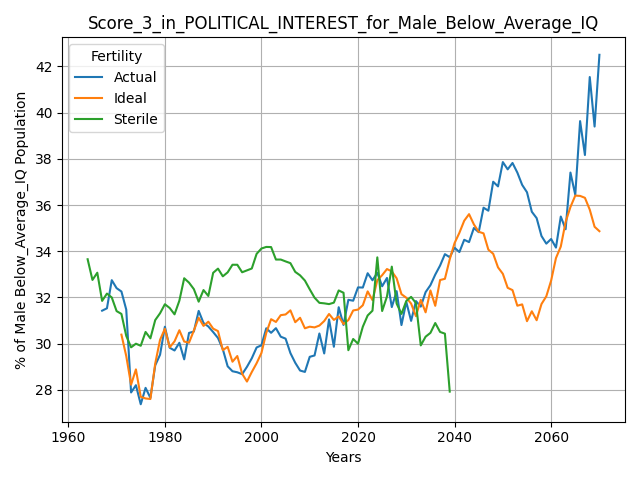 Score_3_in_POLITICAL_INTEREST_for_Male_Below_Average_IQ
Fertility
Actual
Ideal
Sterile
% of Male Below_Average_IQ Population
42
40
38
36
34
32
30
28
1960
1980
2000
2020
2040
2060
Years